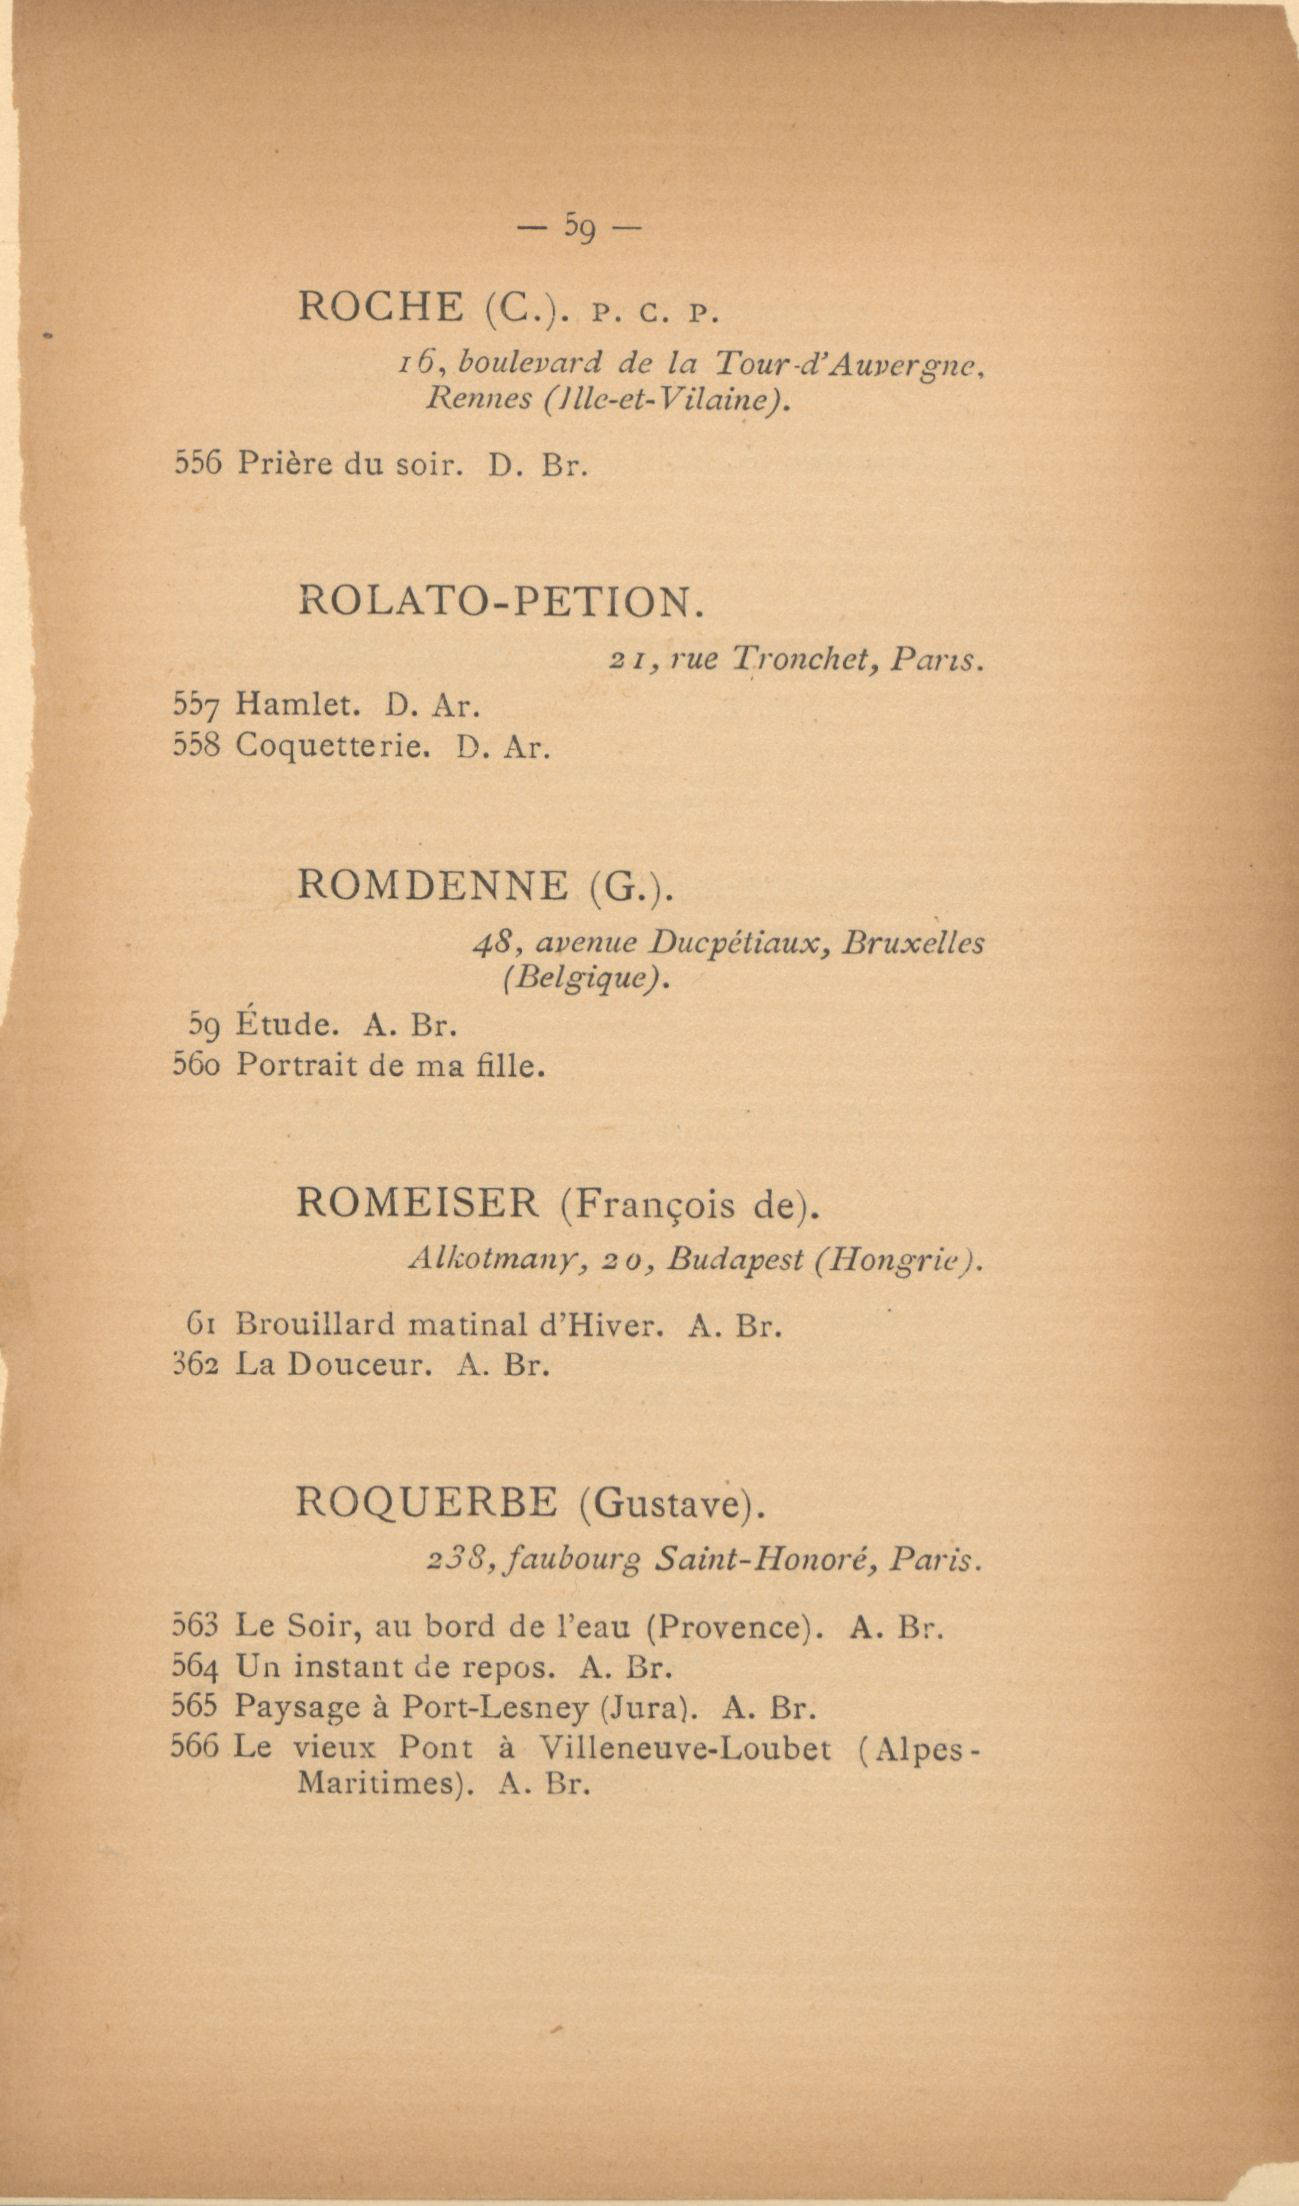 — 59 —
ROCHE (C.). P. C. P.
16, boulevard de la Tour-d'Auvergne,
Rennes (Ille-et-Vilaine).
556 Prière du soir. D. Br.
ROLATO-PETION.
21, rue Tronchet, Paris.
557 Hamlet. D. Ar.
558 Coquetterie. D. Ar.
ROMDENNE (G.).
48, avenue Ducpétiaux, Bruxelles
(Belgique).
59 Étude. A. Br.
560 Portrait de ma fille.
ROMEISER (François de).
Alkotmany, 20, Budapest (Hongrie).
61 Brouillard matinal d'Hiver. A. Br.
362 La Douceur. A. Br.
ROQUERBE (Gustave).
238, faubourg Saint-Honoré, Paris.
563 Le Soir, au bord de l'eau (Provence). A. Br.
564 Un instant de repos. A. Br.
565 Paysage à Port-Lesney (Jura). A. Br.
566 Le vieux Pont à Villeneuve-Loubet (Alpes-
Maritimes). A. Br.